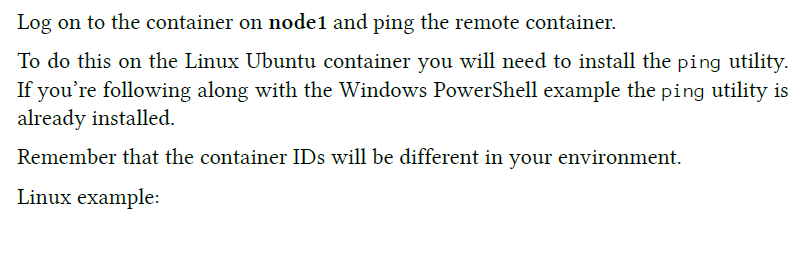 Log on to the container on node1 and ping the remote container.
To do this on the Linux Ubuntu container you will need to install the ping utility.
If you’re following along with the Windows PowerShell example the ping utility is
already installed.
Remember that the container IDs will be different in your environment.
Linux example: